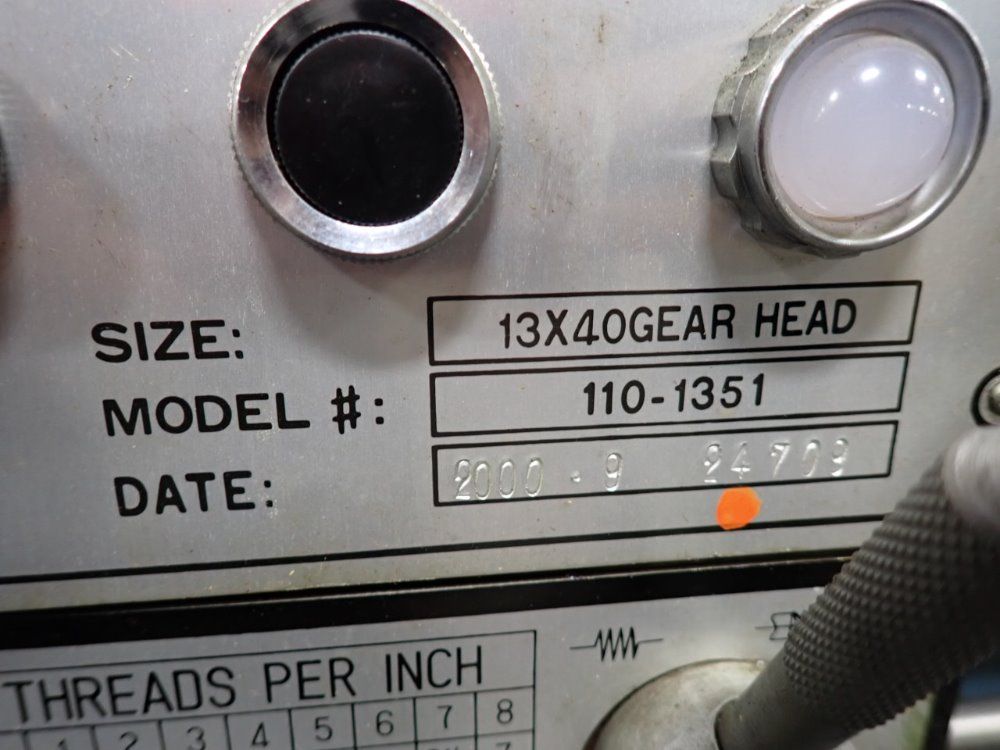 SIZE: 13X40GEAR HEAD
MODEL #: 110-1351
DATE: 2000 . 9 24709
THREADS PER INCH
1 2 3 4 5 6 7 8
7